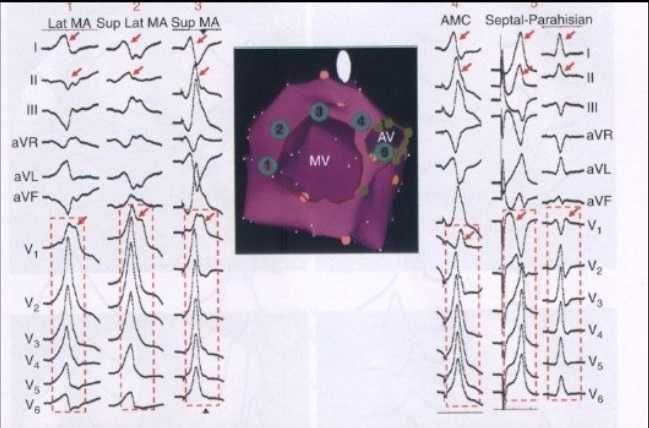 1 2 3 4 5
Lat MA Sup Lat MA Sup MA AMC Septal-Parahisian
I I
II II
III III
aVR aVR
aVL aVL
aVF aVF
V1 V1
V2 V2
V3 V3
V4 V4
V5 V5
V6 V6
3
2 4
AV
1 MV 5